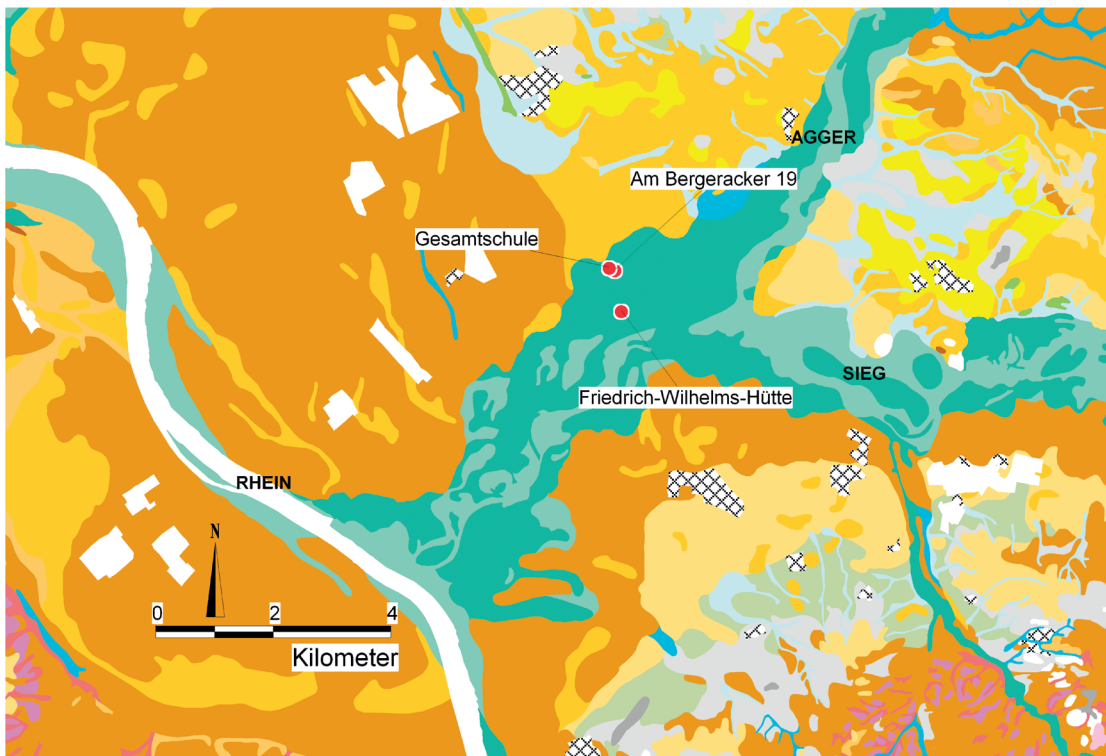 AGGER
Am Bergeracker 19
Gesamtschule
SIEG
Friedrich-Wilhelms-Hütte
RHEIN
N
0 2 4
Kilometer